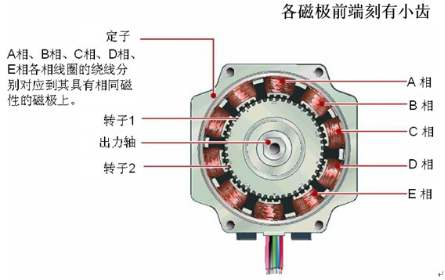 各磁极前端刻有小齿
定子
A相、B相、C相、D相、
E相各相线圈的绕线分
别对应到其具有相同磁
性的磁极上。
转子1
出力轴
转子2
A 相
B 相
C 相
D 相
E 相